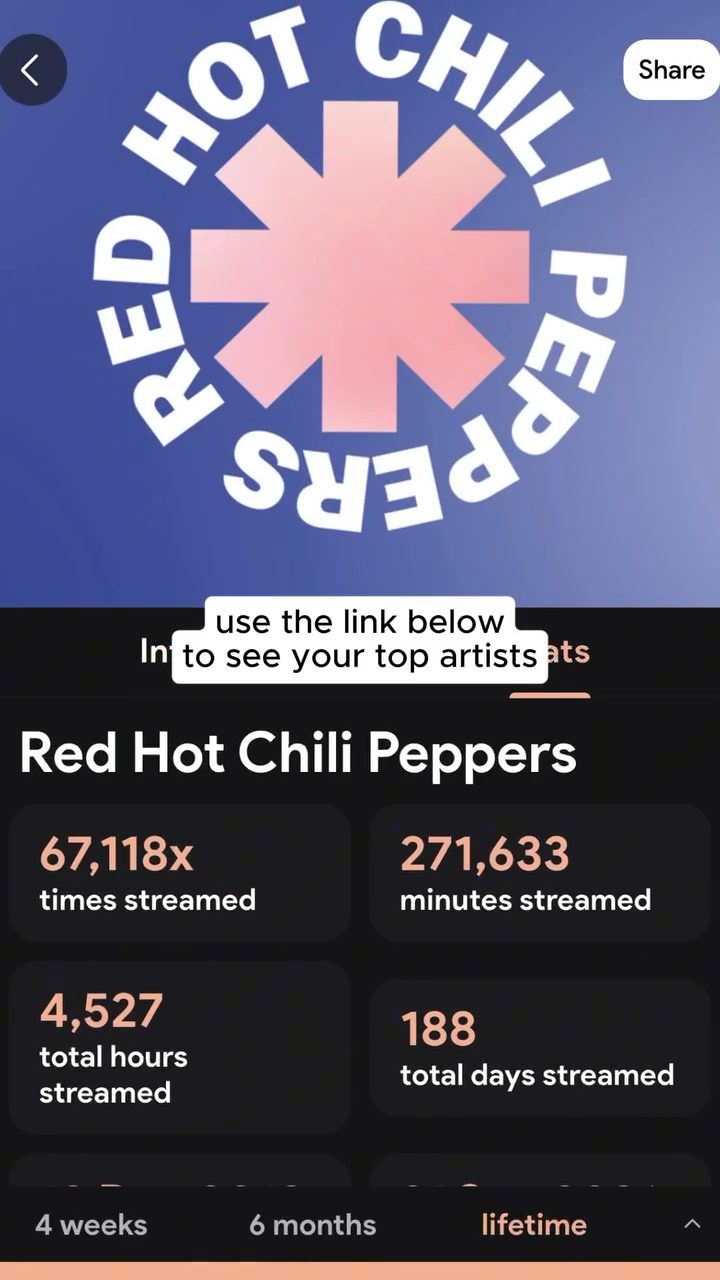 RED HOT CHILI PEPPERS
Share
use the link below
to see your top artists
Red Hot Chili Peppers
67,118x
271,633
times streamed
minutes streamed
4,527
188
total hours
streamed
total days streamed
4 weeks
6 months
lifetime